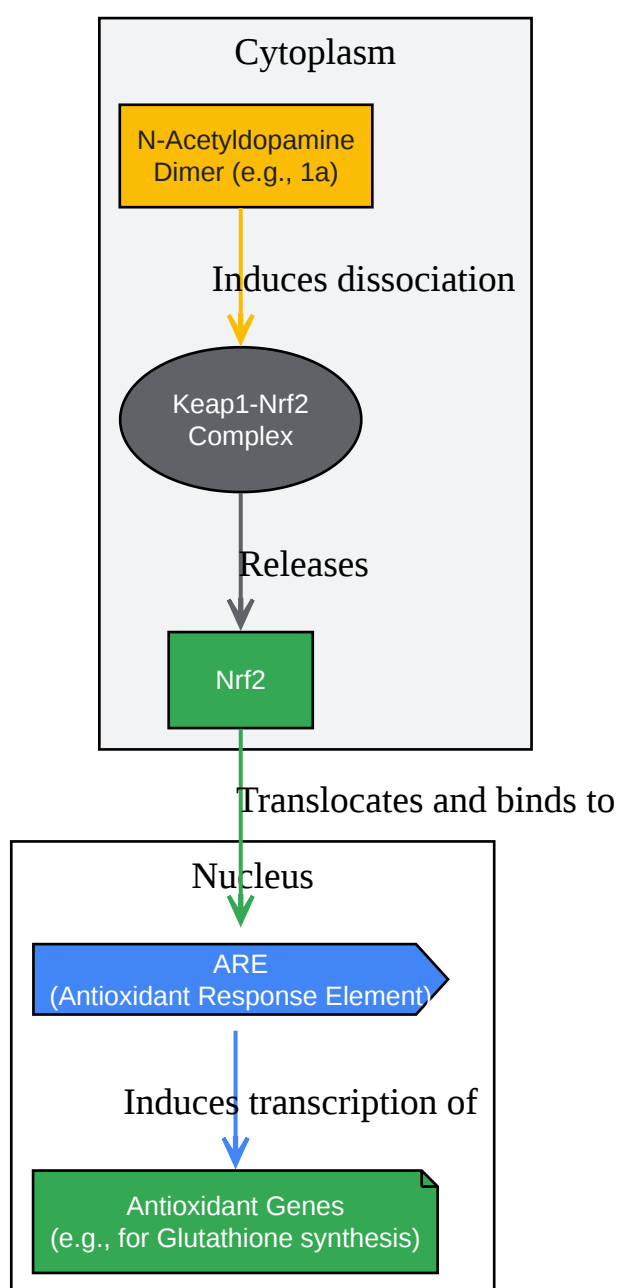 Cytoplasm
N-Acetyldopamine
Dimer (e.g., 1a)
Induces dissociation
Keap1-Nrf2
Complex
Releases
Nrf2
Translocates and binds to
Nucleus
ARE
(Antioxidant Response Element)
Induces transcription of
Antioxidant Genes
(e.g., for Glutathione synthesis)